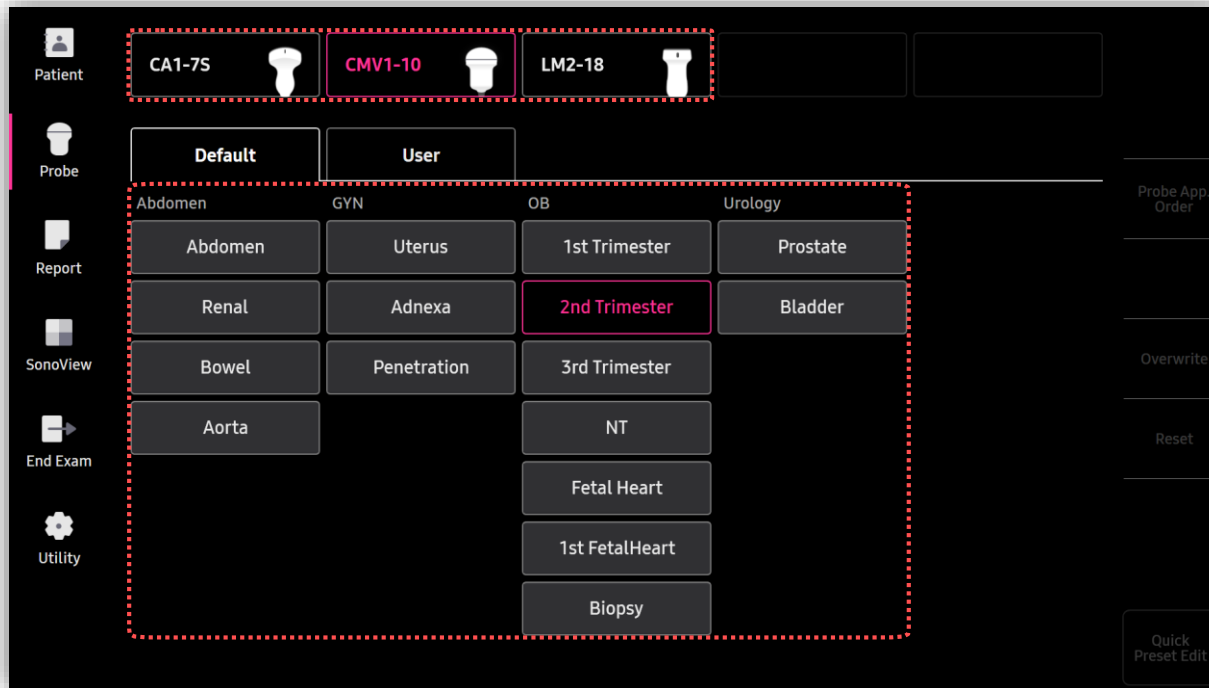 Patient
Probe
Report
SonoView
End Exam
Utility
CA1-7S
CMV1-10
LM2-18
Default
User
Abdomen
GYN
OB
Urology
Abdomen
Uterus
1st Trimester
Prostate
Renal
Adnexa
2nd Trimester
Bladder
Bowel
Penetration
3rd Trimester
Aorta
NT
Fetal Heart
1st FetalHeart
Biopsy
Probe App.
Order
Overwrite
Reset
Quick
Preset Edit